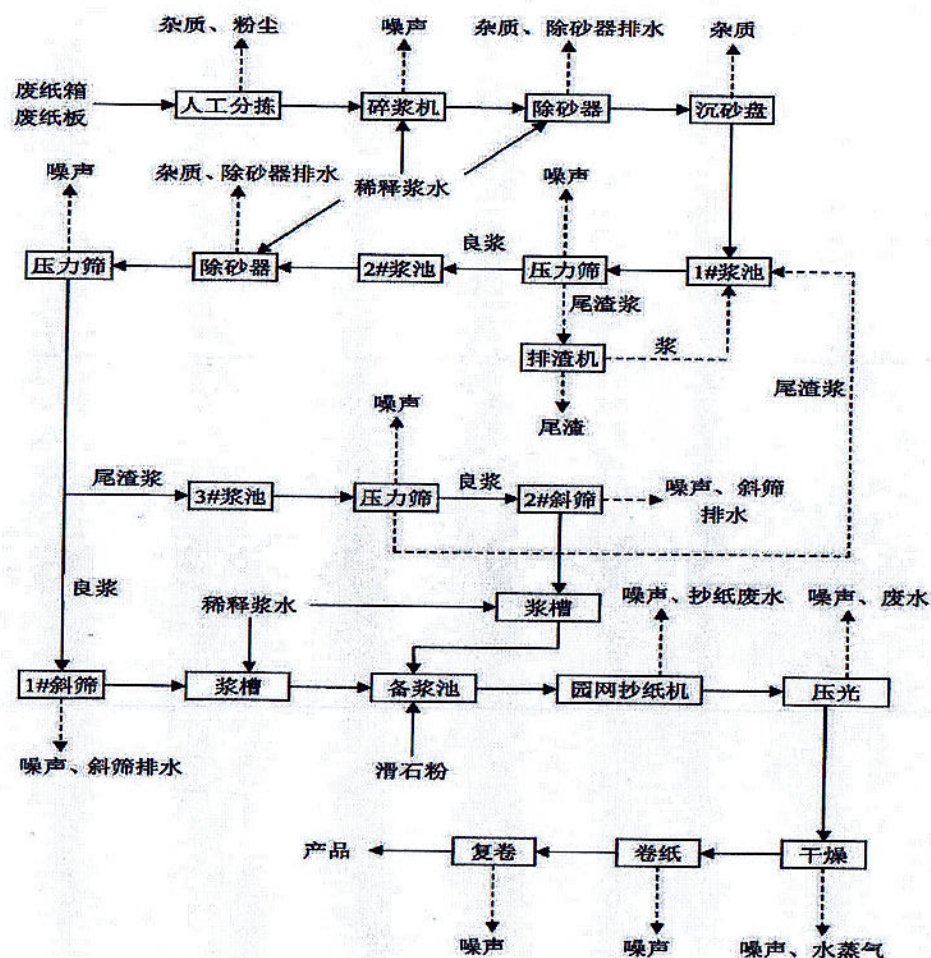 杂质、粉尘
噪声
杂质、除砂器排水
杂质
废纸箱
废纸板
人工分拣
碎浆机
除砂器
沉砂盘
噪声
杂质、除砂器排水
稀释浆水
噪声
压力筛
除砂器
2#浆池
良浆
压力筛
1#浆池
尾渣浆
排渣机
浆
尾渣浆
尾渣
噪声
尾渣浆
3#浆池
压力筛
良浆
2#斜筛
噪声、斜筛
排水
良浆
稀释浆水
浆槽
噪声、抄纸废水
噪声、废水
1#斜筛
浆槽
备浆池
园网抄纸机
压光
噪声、斜筛排水
滑石粉
产品
复卷
卷纸
干燥
噪声
噪声
噪声、水蒸气